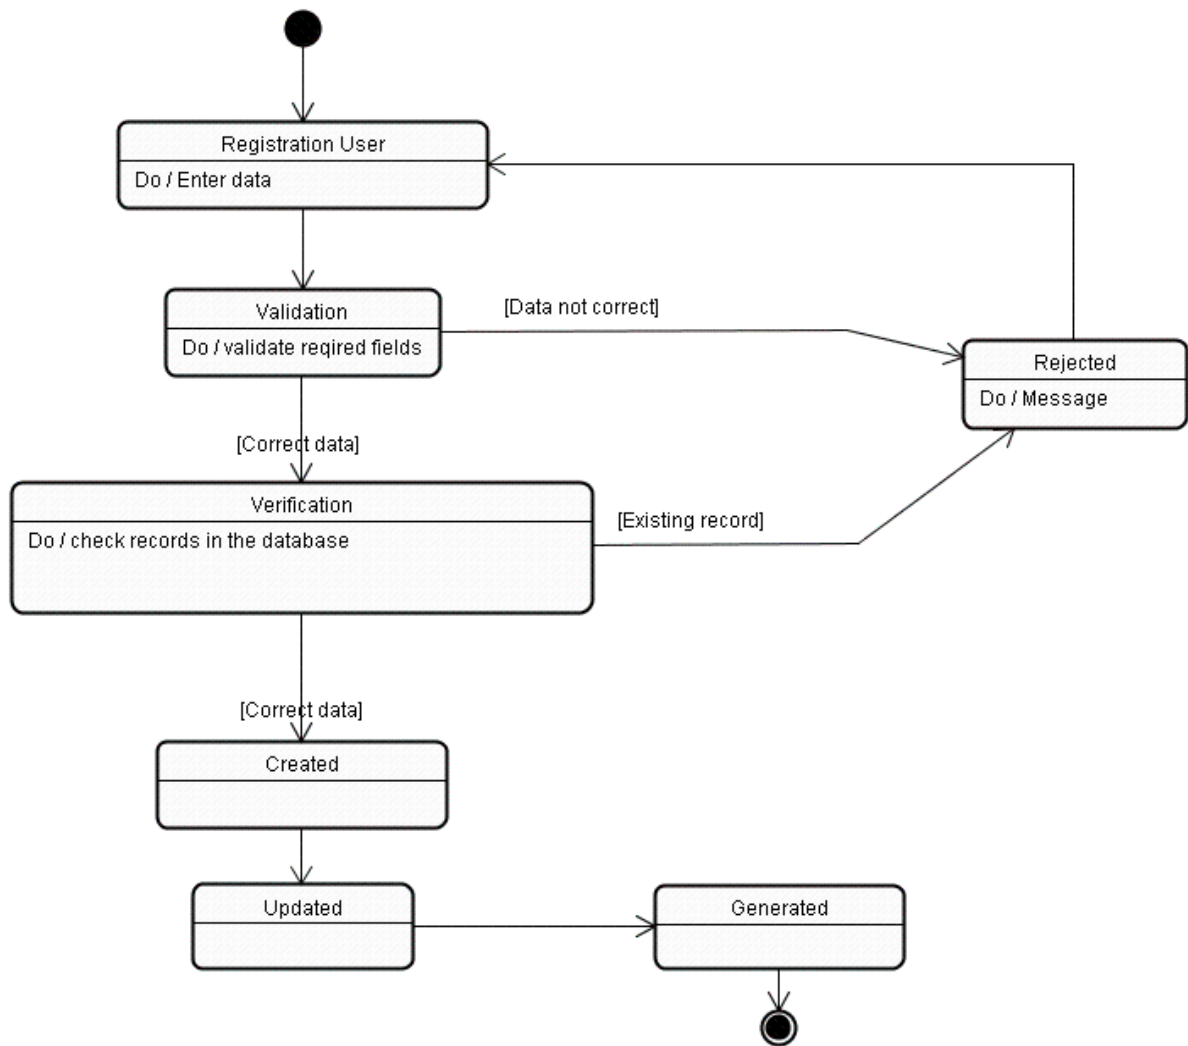 Registration User
Do / Enter data
Validation
Do / validate reqired fields
[Data not correct]
Rejected
Do / Message
[Correct data]
Verification
Do / check records in the database
[Existing record]
[Correct data]
Created
Updated
Generated